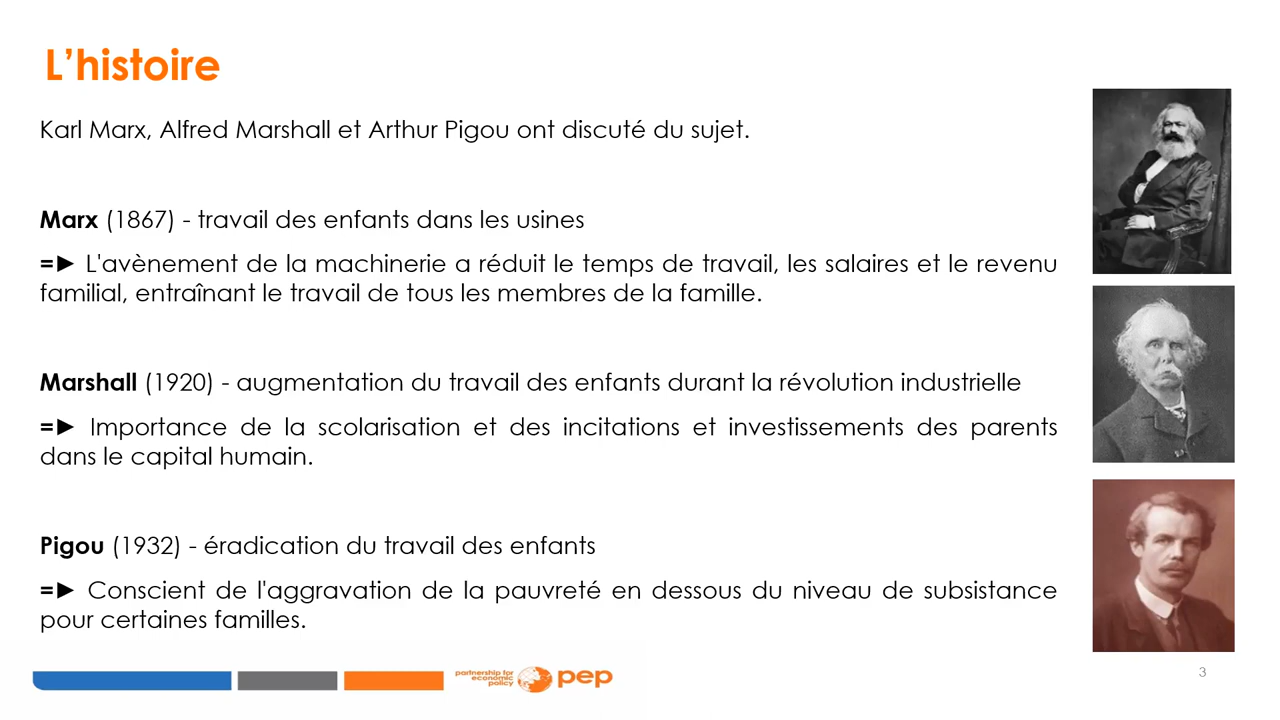 L’histoire
Karl Marx, Alfred Marshall et Arthur Pigou ont discuté du sujet.
Marx (1867) - travail des enfants dans les usines
=► L'avènement de la machinerie a réduit le temps de travail, les salaires et le revenu
familial, entraînant le travail de tous les membres de la famille.
Marshall (1920) - augmentation du travail des enfants durant la révolution industrielle
=► Importance de la scolarisation et des incitations et investissements des parents
dans le capital humain.
Pigou (1932) - éradication du travail des enfants
=► Conscient de l'aggravation de la pauvreté en dessous du niveau de subsistance
pour certaines familles.
partnership for
economic
policy
pep
3